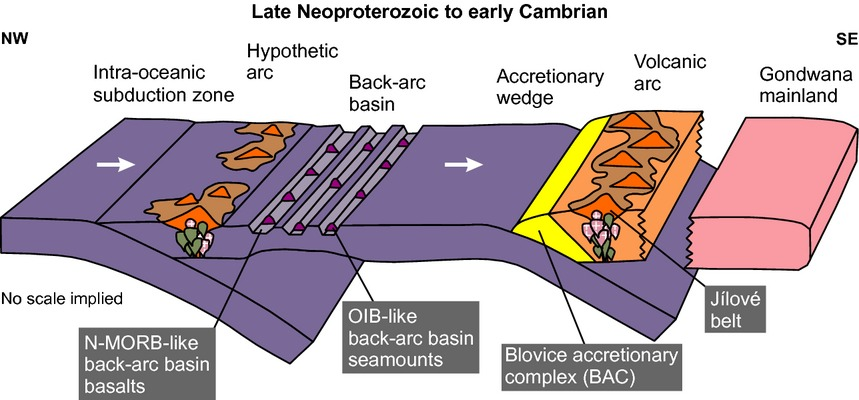 Late Neoproterozoic to early Cambrian
NW
SE
Intra-oceanic
subduction zone
Hypothetic
arc
Back-arc
basin
Accretionary
wedge
Volcanic
arc
Gondwana
mainland
No scale implied
N-MORB-like
back-arc basin
basalts
OIB-like
back-arc basin
seamounts
Blovice accretionary
complex (BAC)
Jílové
belt